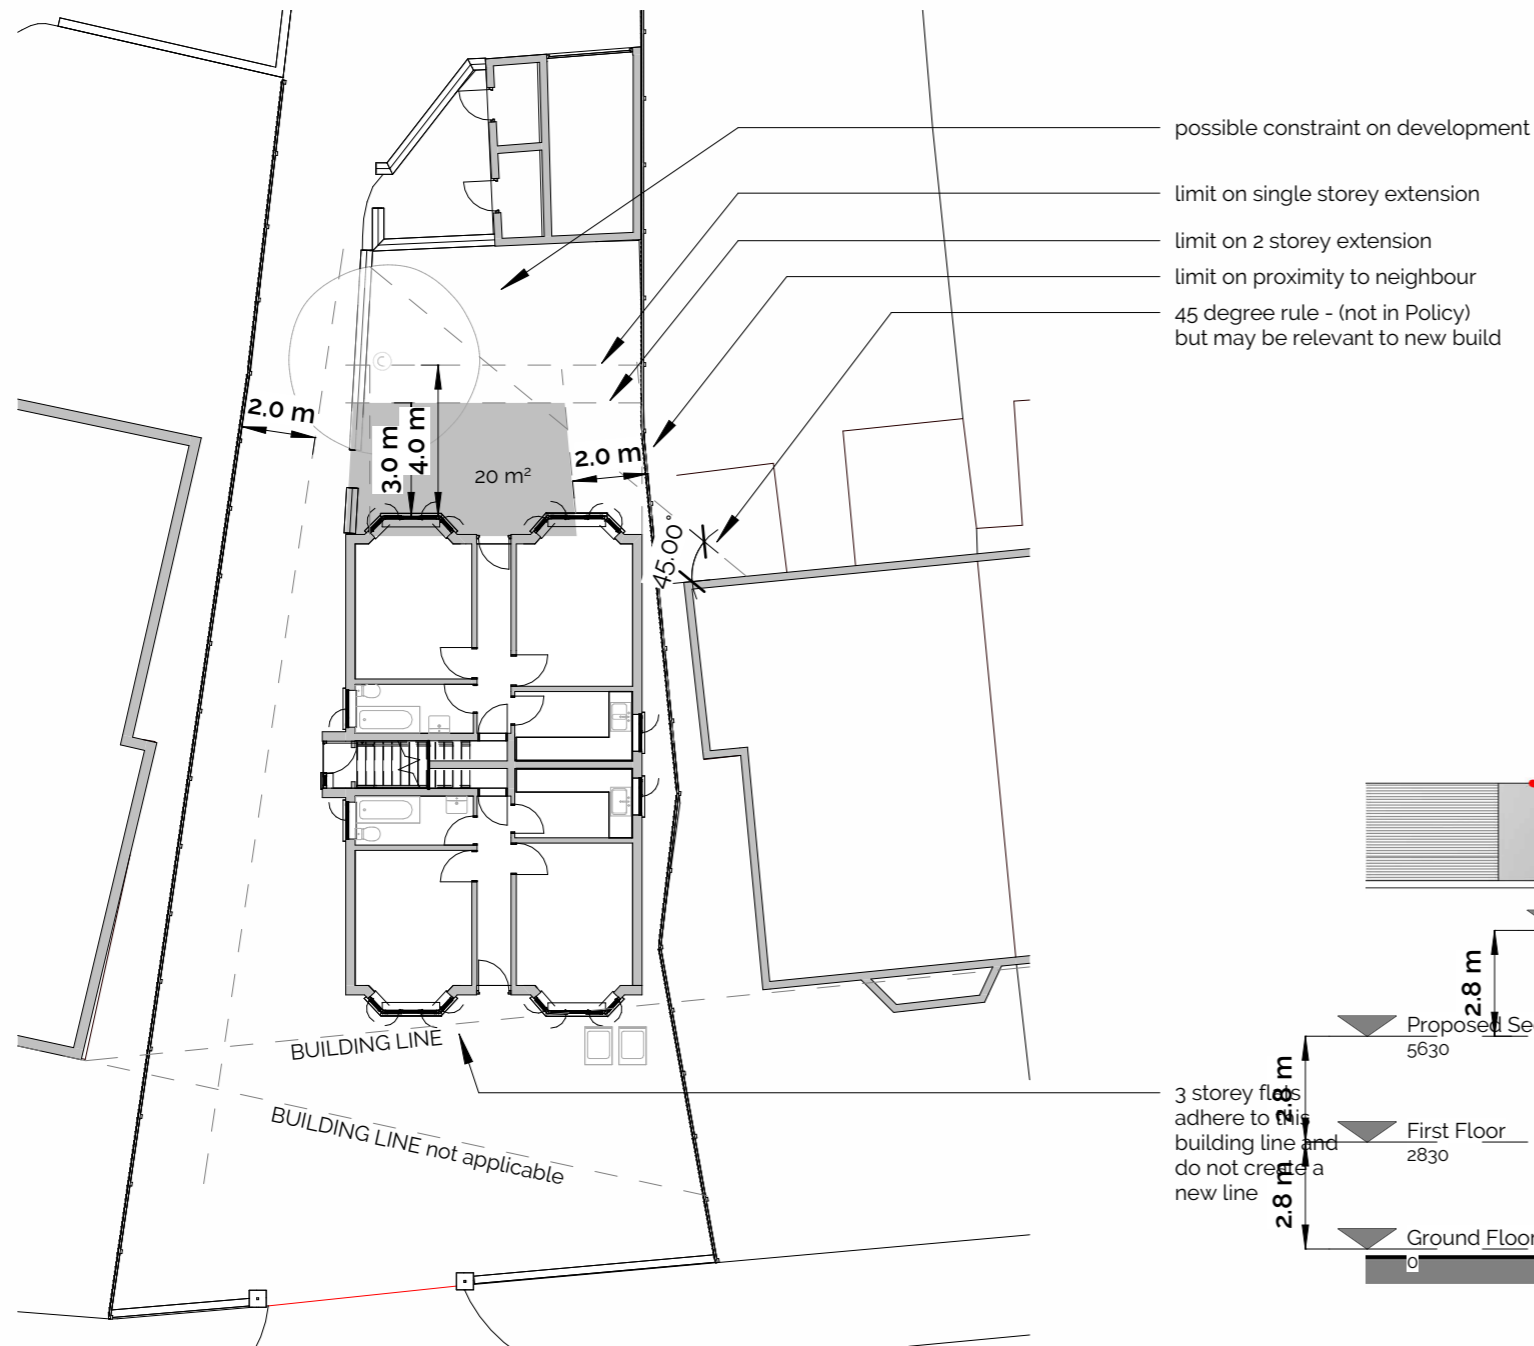 possible constraint on development
limit on single storey extension
limit on 2 storey extension
limit on proximity to neighbour
45 degree rule - (not in Policy)
but may be relevant to new build
2.0 m
3.0 m
4.0 m
20 m²
2.0 m
45.00°
BUILDING LINE
BUILDING LINE not applicable
3 storey flats
adhere to this
building line and
do not create a
new line
2.8 m
Proposed Se
5630
2.8 m
First Floor
2830
2.8 m
Ground Floor
0